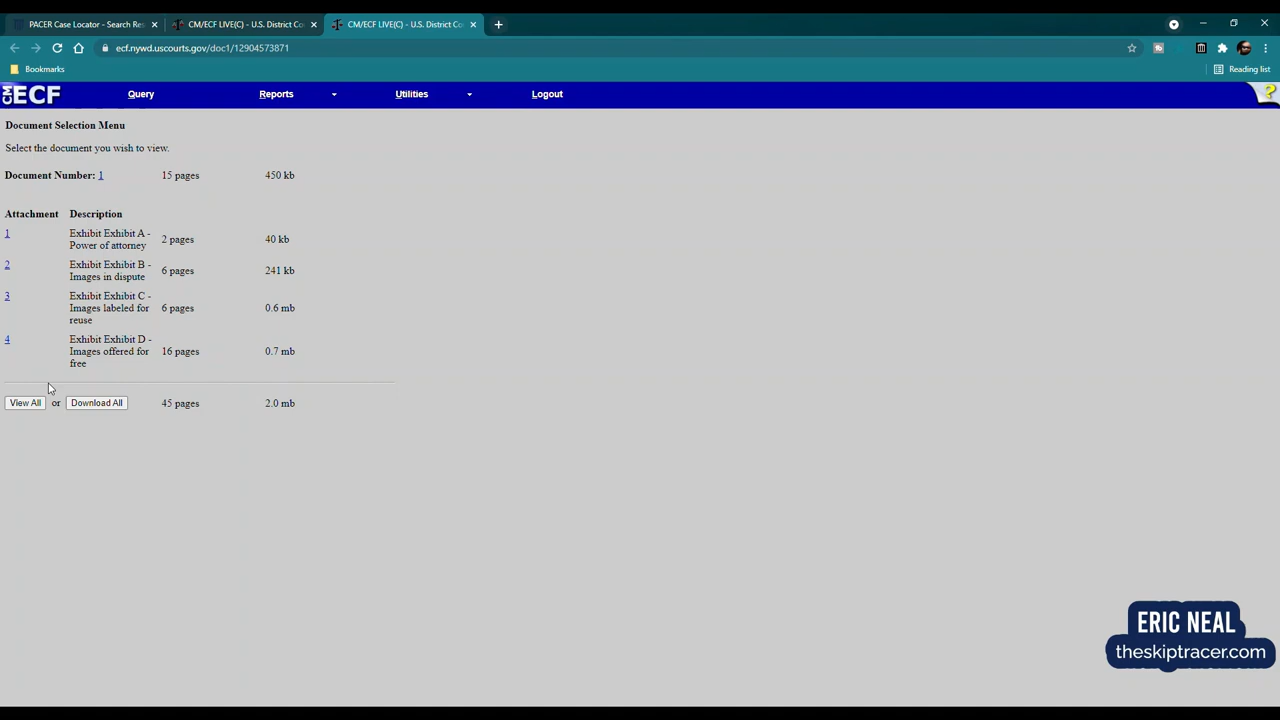 PACER Case Locator - Search Res
CM/ECF LIVE(C) - U.S. District Co
CM/ECF LIVE(C) - U.S. District Co
ecf.nywd.uscourts.gov/doc1/12904573871
Bookmarks
Reading list
CM/ECF
Query
Reports
Utilities
Logout
?
Document Selection Menu
Select the document you wish to view.
Document Number: 1 15 pages 450 kb
Attachment Description
1 Exhibit Exhibit A - Power of attorney 2 pages 40 kb
2 Exhibit Exhibit B - Images in dispute 6 pages 241 kb
3 Exhibit Exhibit C - Images labeled for reuse 6 pages 0.6 mb
4 Exhibit Exhibit D - Images offered for free 16 pages 0.7 mb
View All or Download All 45 pages 2.0 mb
ERIC NEAL
theskiptracer.com